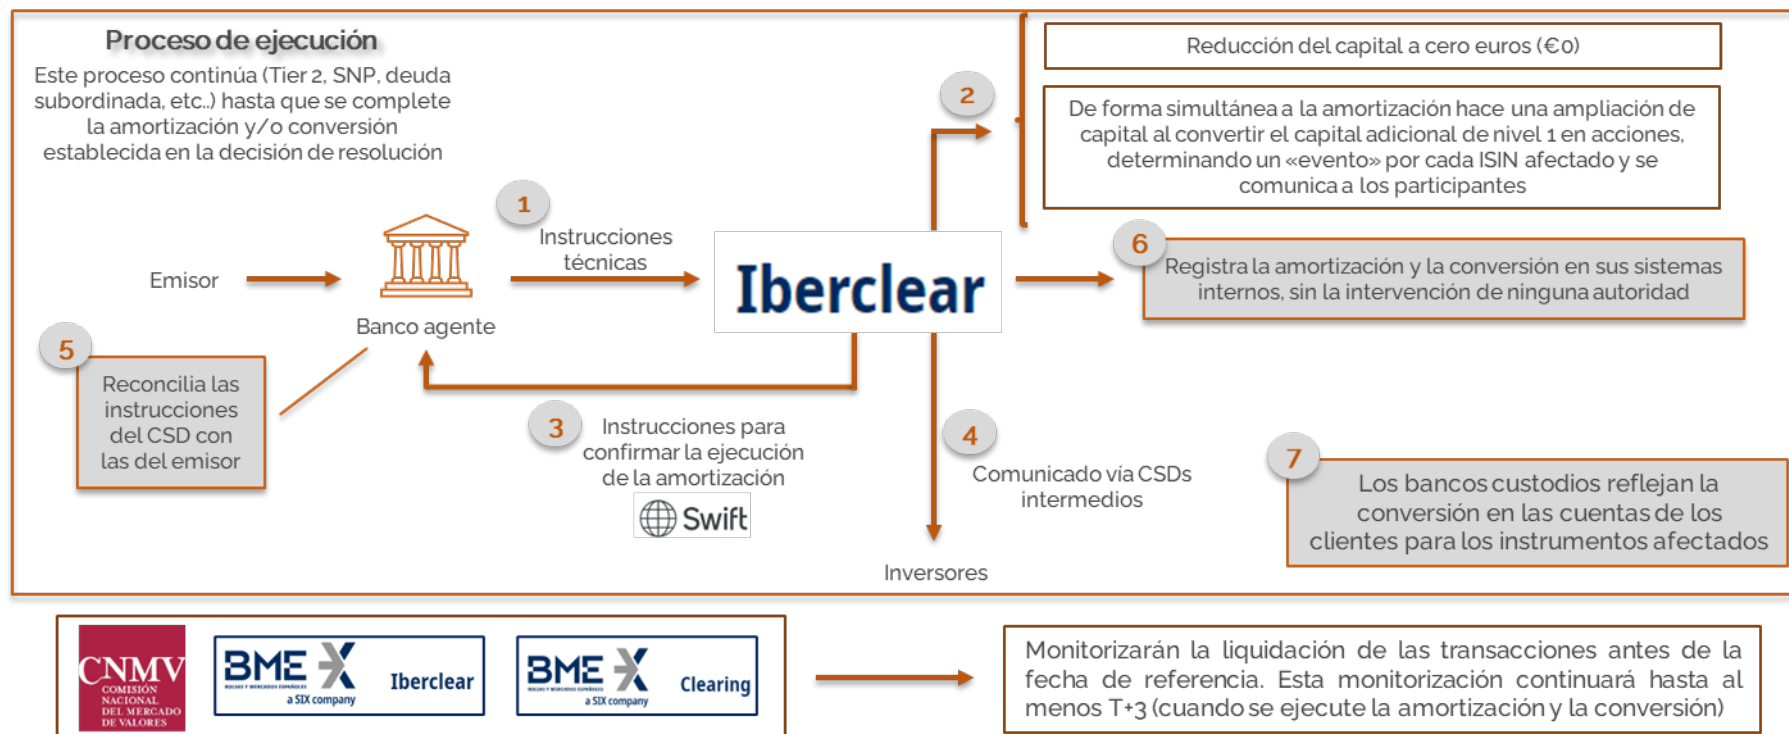 Proceso de ejecución
Este proceso continúa (Tier 2, SNP, deuda
subordinada, etc..) hasta que se complete
la amortización y/o conversión
establecida en la decisión de resolución
2
Reducción del capital a cero euros (€0)
De forma simultánea a la amortización hace una ampliación de
capital al convertir el capital adicional de nivel 1 en acciones,
determinando un «evento» por cada ISIN afectado y se
comunica a los participantes
1
Instrucciones
técnicas
Emisor
Banco agente
Iberclear
6
Registra la amortización y la conversión en sus sistemas
internos, sin la intervención de ninguna autoridad
5
Reconcilia las
instrucciones
del CSD con
las del emisor
3
Instrucciones para
confirmar la ejecución
de la amortización
Swift
4
Comunicado vía CSDs
intermedios
Inversores
7
Los bancos custodios reflejan la
conversión en las cuentas de los
clientes para los instrumentos afectados
CNMV
COMISIÓN
NACIONAL
DEL MERCADO
DE VALORES
BME X
BOLSAS Y MERCADOS ESPAÑOLES
a SIX company
Iberclear
BME X
BOLSAS Y MERCADOS ESPAÑOLES
a SIX company
Clearing
Monitorizarán la liquidación de las transacciones antes de la
fecha de referencia. Esta monitorización continuará hasta al
menos T+3 (cuando se ejecute la amortización y la conversión)